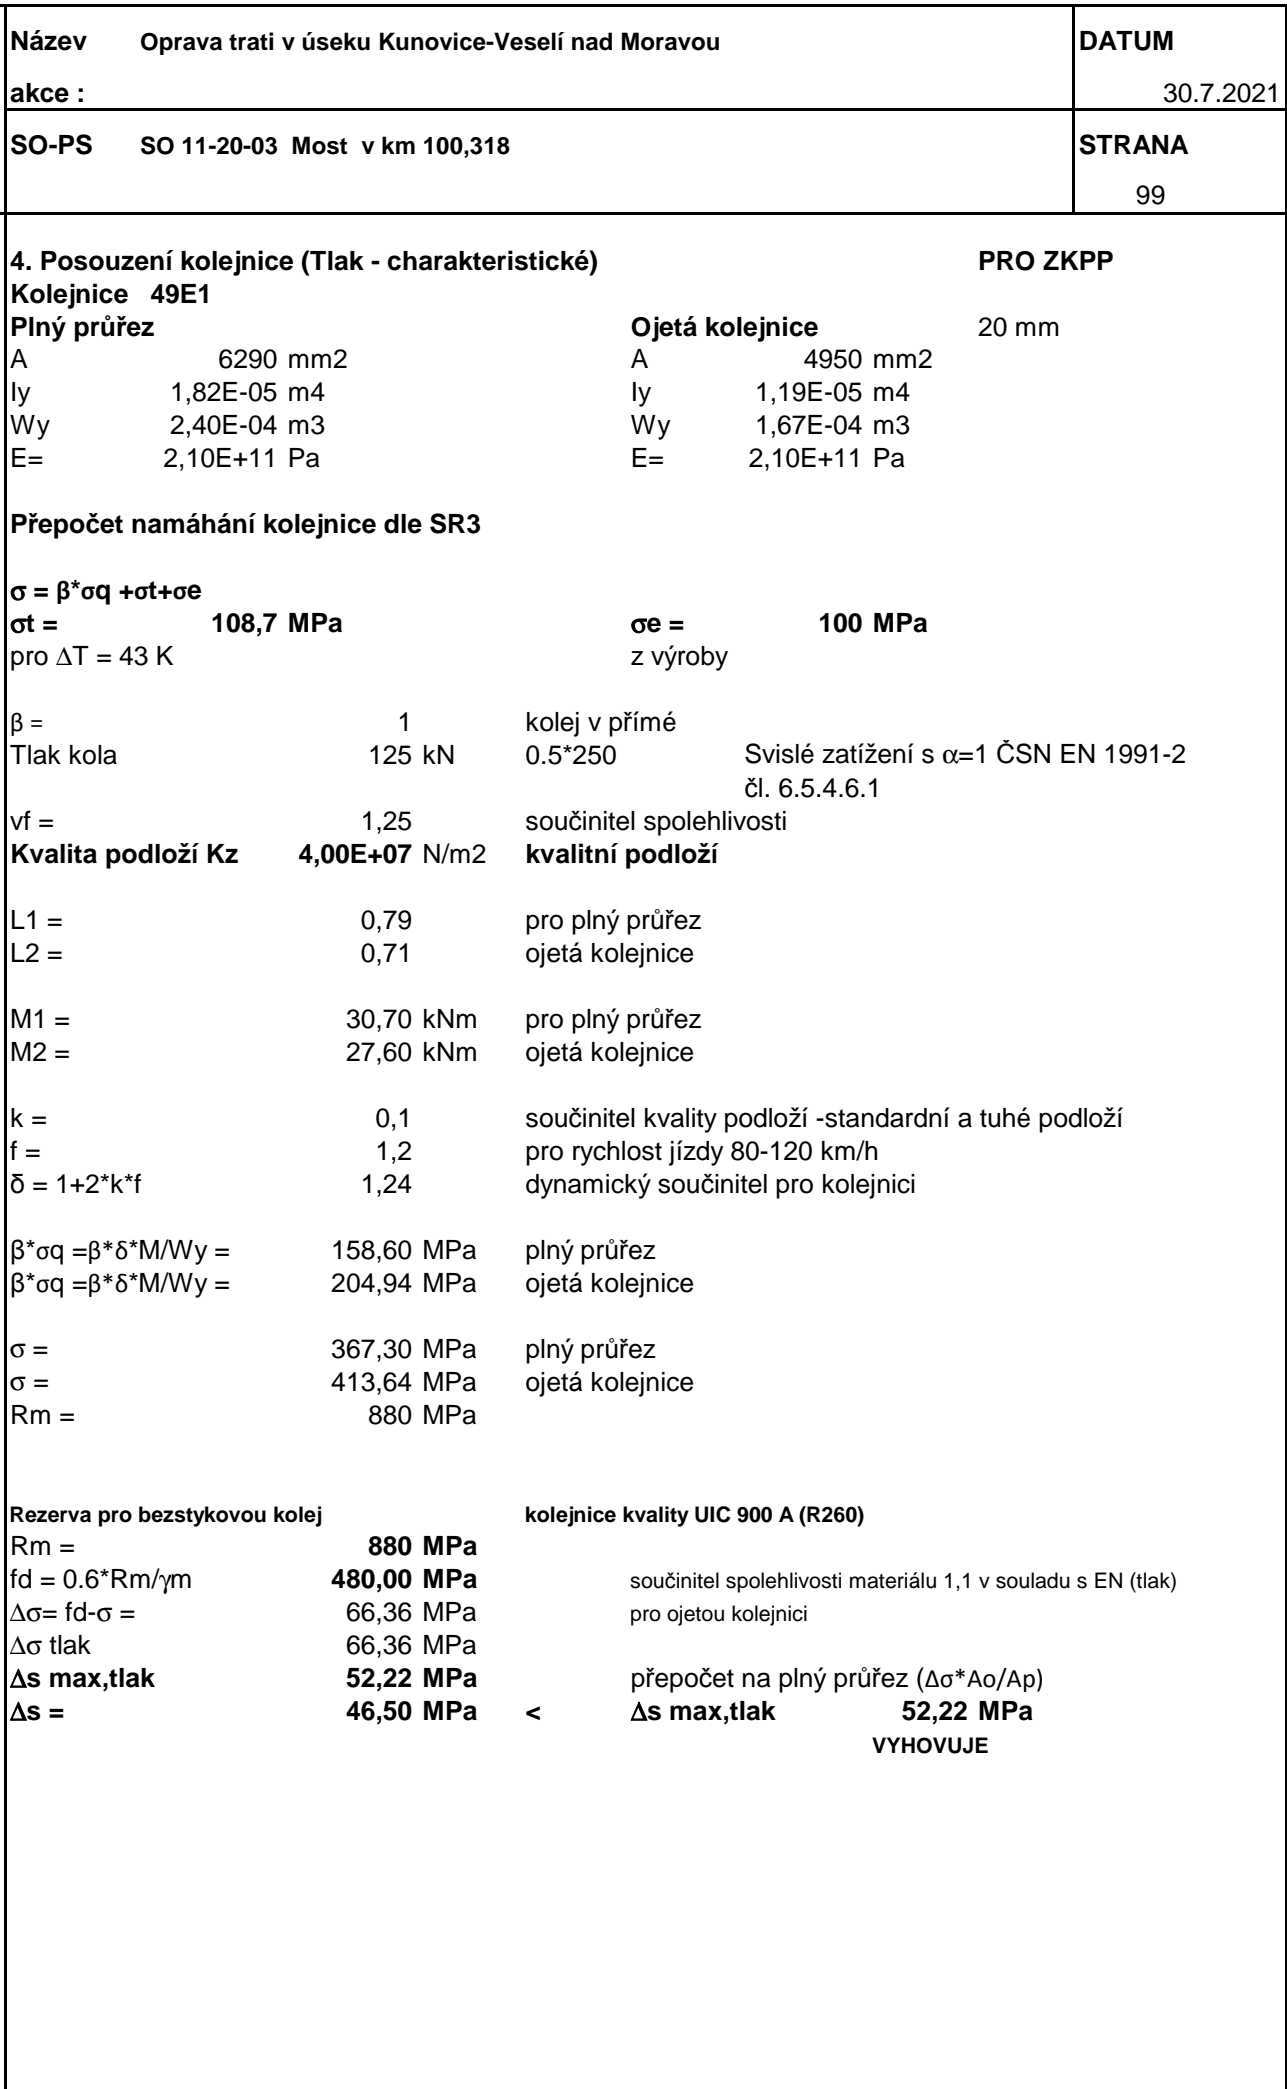 Název Oprava trati v úseku Kunovice-Veselí nad Moravou DATUM
akce : 30.7.2021
SO-PS SO 11-20-03 Most v km 100,318 STRANA
99
4. Posouzení kolejnice (Tlak - charakteristické) PRO ZKPP
Kolejnice 49E1
Plný průřez Ojetá kolejnice 20 mm
A 6290 mm2 A 4950 mm2
Iy 1,82E-05 m4 Iy 1,19E-05 m4
Wy 2,40E-04 m3 Wy 1,67E-04 m3
E= 2,10E+11 Pa E= 2,10E+11 Pa
Přepočet namáhání kolejnice dle SR3
σ = β*σq +σt+σe
σt = 108,7 MPa σe = 100 MPa
pro ΔT = 43 K z výroby
β = 1 kolej v přímé
Tlak kola 125 kN 0.5*250 Svislé zatížení s α=1 ČSN EN 1991-2
čl. 6.5.4.6.1
vf = 1,25 součinitel spolehlivosti
Kvalita podloží Kz 4,00E+07 N/m2 kvalitní podloží
L1 = 0,79 pro plný průřez
L2 = 0,71 ojetá kolejnice
M1 = 30,70 kNm pro plný průřez
M2 = 27,60 kNm ojetá kolejnice
k = 0,1 součinitel kvality podloží -standardní a tuhé podloží
f = 1,2 pro rychlost jízdy 80-120 km/h
δ = 1+2*k*f 1,24 dynamický součinitel pro kolejnici
β*σq =β*δ*M/Wy = 158,60 MPa plný průřez
β*σq =β*δ*M/Wy = 204,94 MPa ojetá kolejnice
σ = 367,30 MPa plný průřez
σ = 413,64 MPa ojetá kolejnice
Rm = 880 MPa
Rezerva pro bezstykovou kolej kolejnice kvality UIC 900 A (R260)
Rm = 880 MPa
fd = 0.6*Rm/γm 480,00 MPa součinitel spolehlivosti materiálu 1,1 v souladu s EN (tlak)
Δσ= fd-σ = 66,36 MPa pro ojetou kolejnici
Δσ tlak 66,36 MPa
Δs max,tlak 52,22 MPa přepočet na plný průřez (Δσ*Ao/Ap)
Δs = 46,50 MPa < Δs max,tlak 52,22 MPa
VYHOVUJE